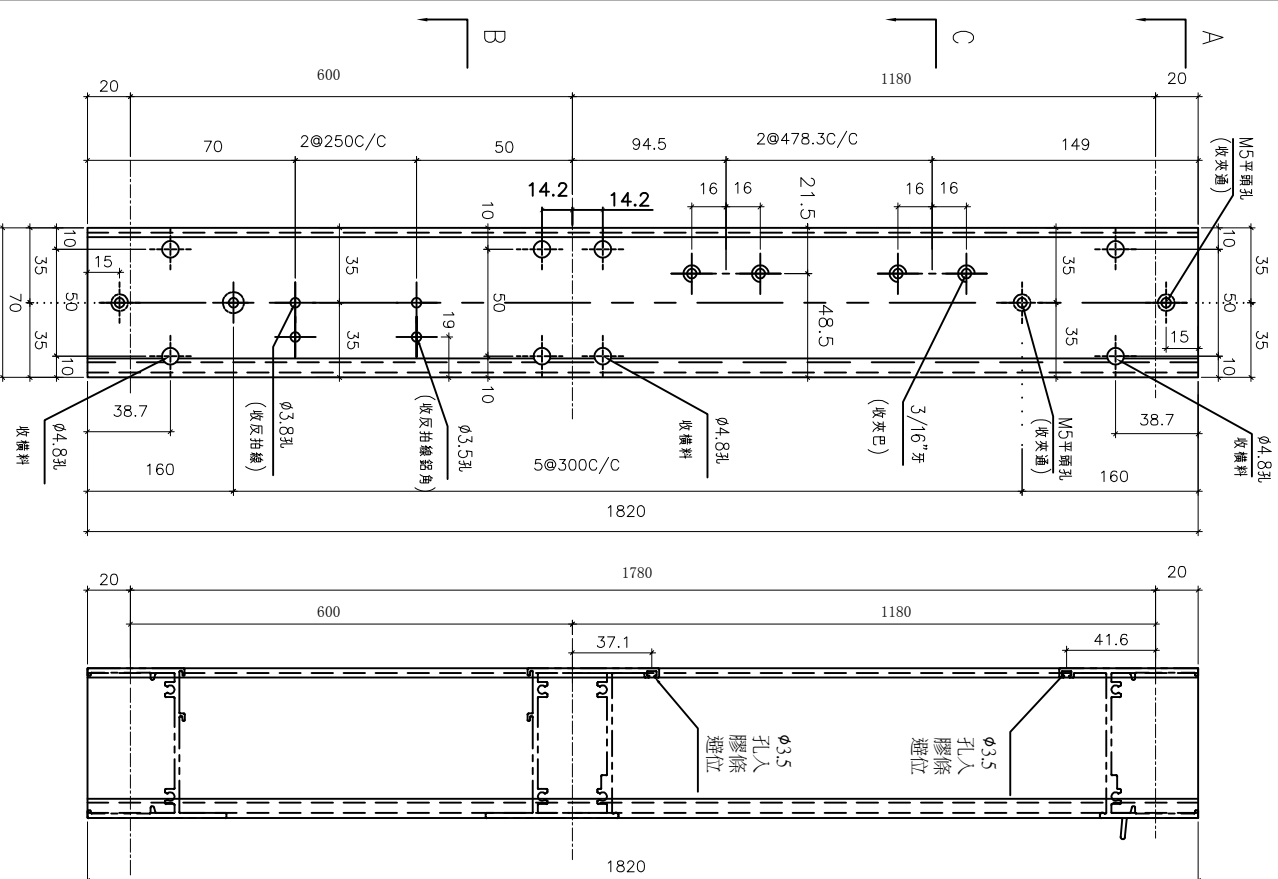 B
C
A
600
1180
20
20
70
2@250C/C
50
94.5
2@478.3C/C
149
M5平頭孔
(收夾通)
14.2
14.2
16
16
21.5
16
16
10
10
10
35
15
35
50
35
50
70
50
48.5
35
35
35
19
15
35
10
10
10
38.7
38.7
Ø4.8孔
收橫料
Ø3.8孔
(收反拍線)
Ø3.5孔
(收反拍線鋁角)
Ø4.8孔
收橫料
3/16"牙
(收夾巴)
M5平頭孔
(收夾通)
Ø4.8孔
收橫料
160
5@300C/C
160
1820
20
1780
20
600
1180
37.1
41.6
Ø3.5
孔入
膠條
避位
Ø3.5
孔入
膠條
避位
1820